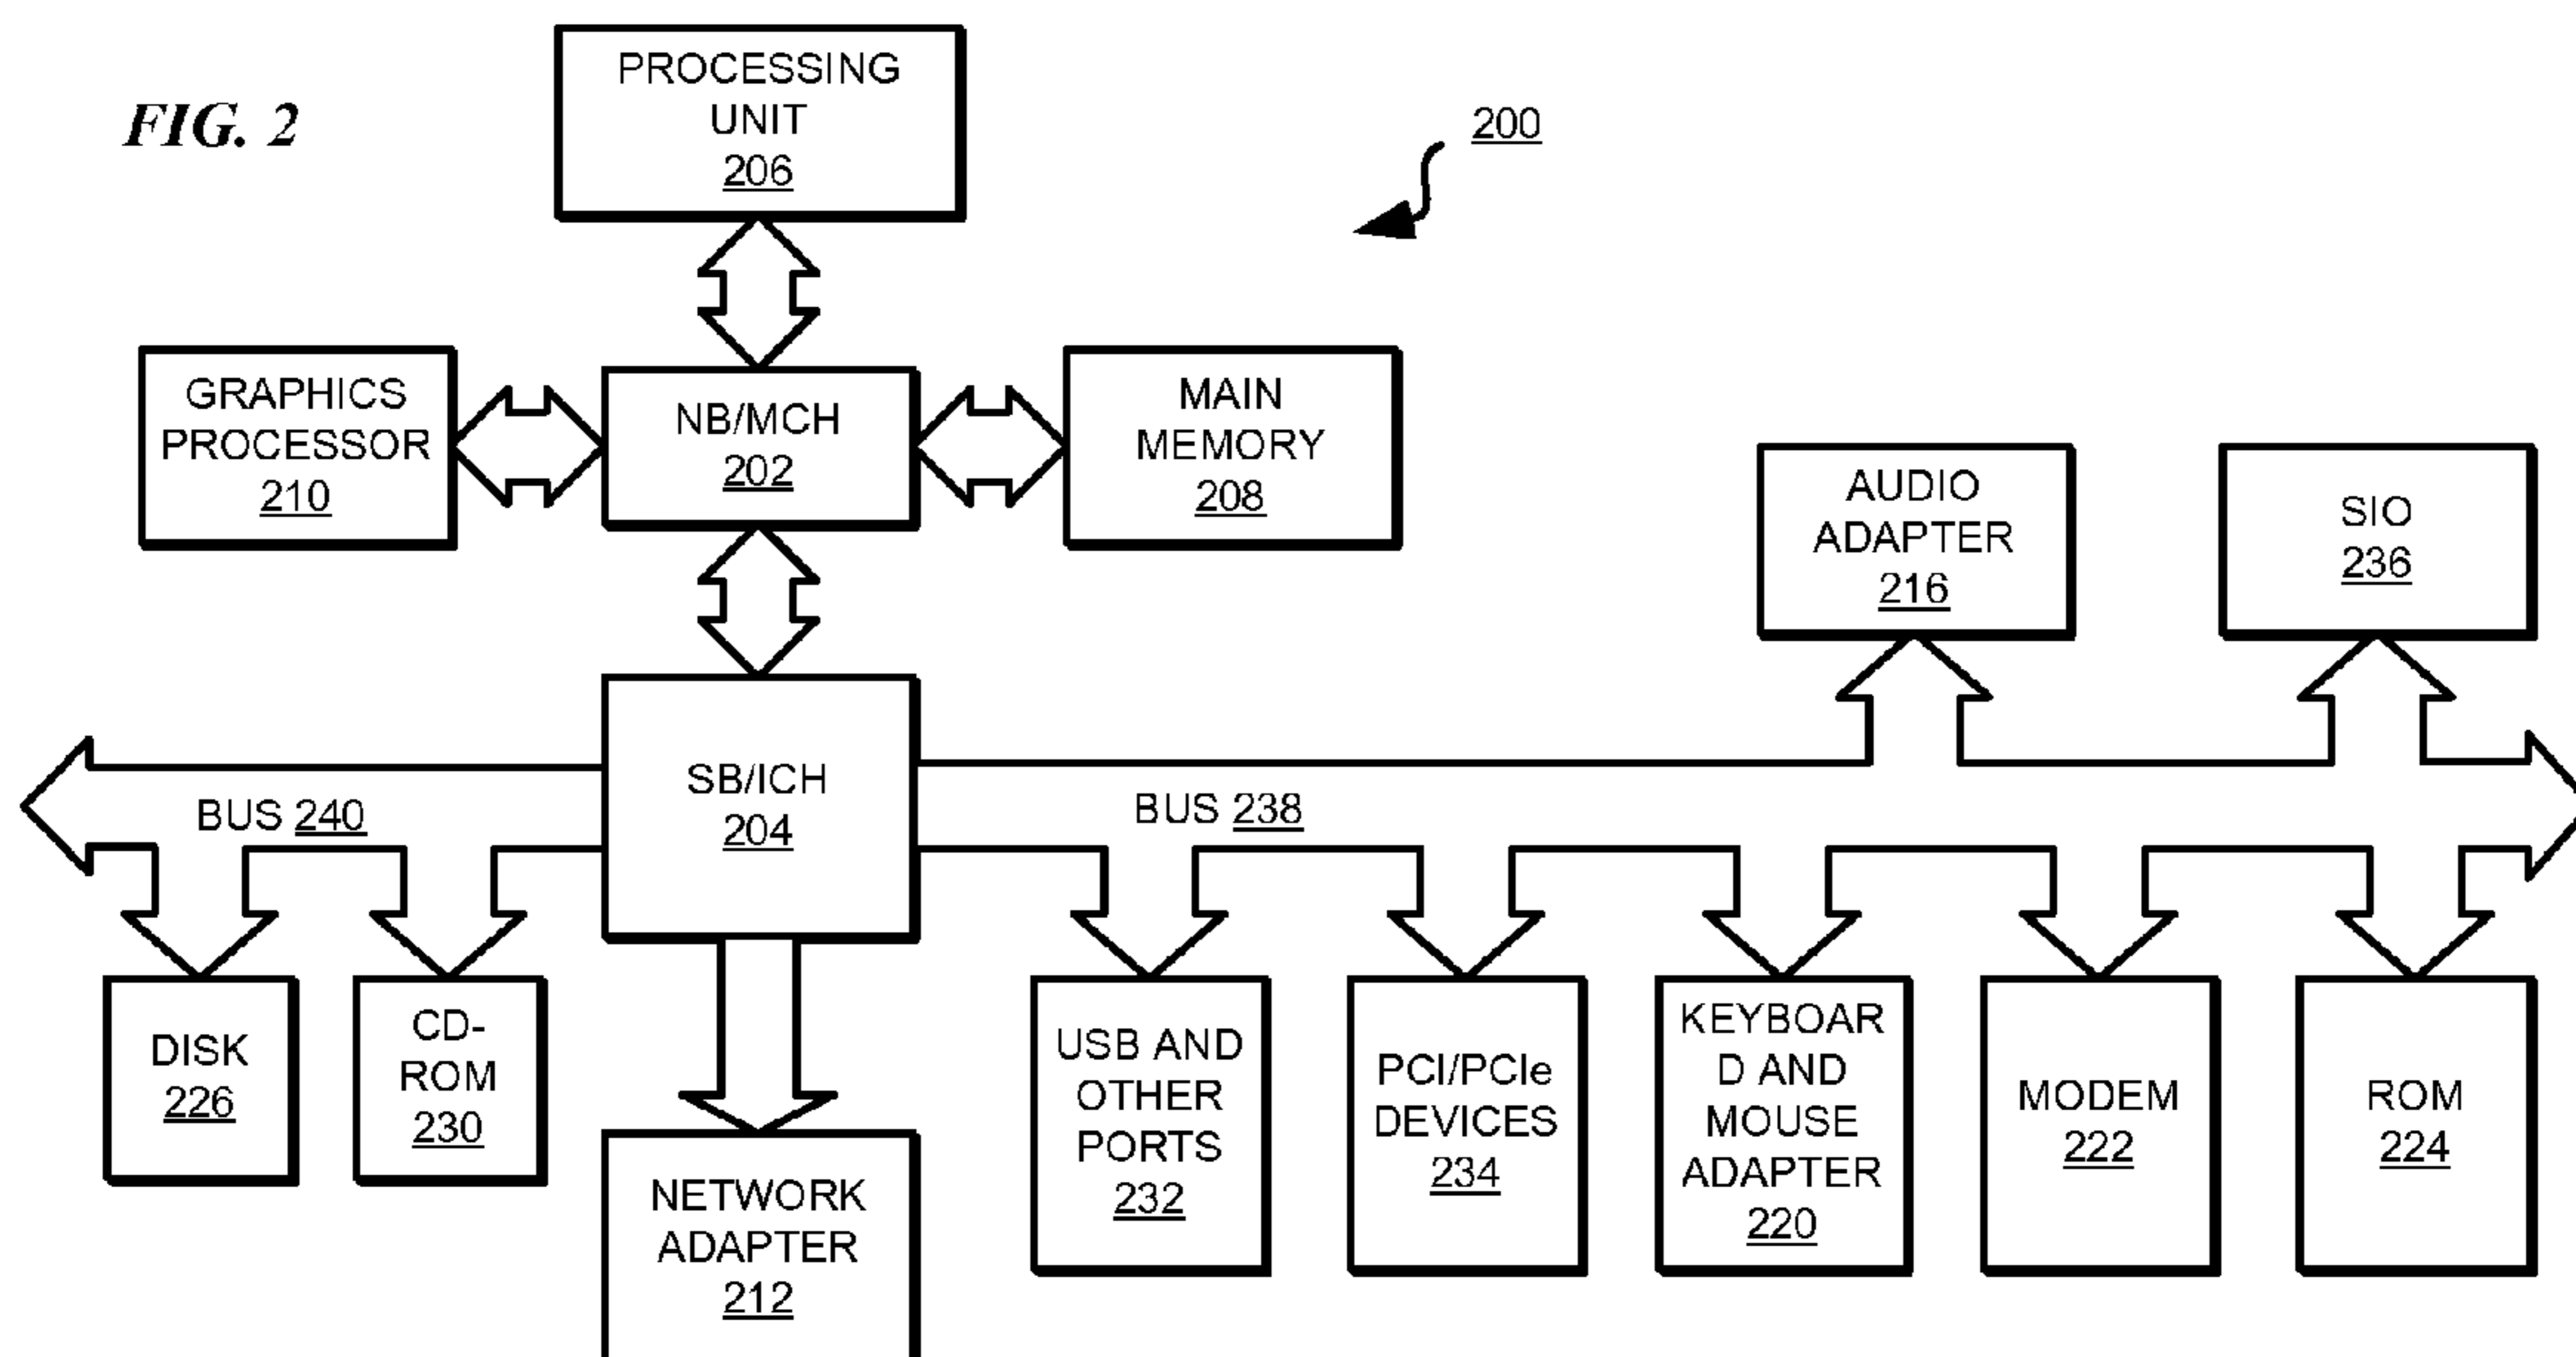 FIG. 2
PROCESSING
UNIT
206
200
GRAPHICS
PROCESSOR
210
NB/MCH
202
MAIN
MEMORY
208
AUDIO
ADAPTER
216
SIO
236
SB/ICH
204
BUS 240
BUS 238
DISK
226
CD-
ROM
230
NETWORK
ADAPTER
212
USB AND
OTHER
PORTS
232
PCI/PCIe
DEVICES
234
KEYBOAR
D AND
MOUSE
ADAPTER
220
MODEM
222
ROM
224